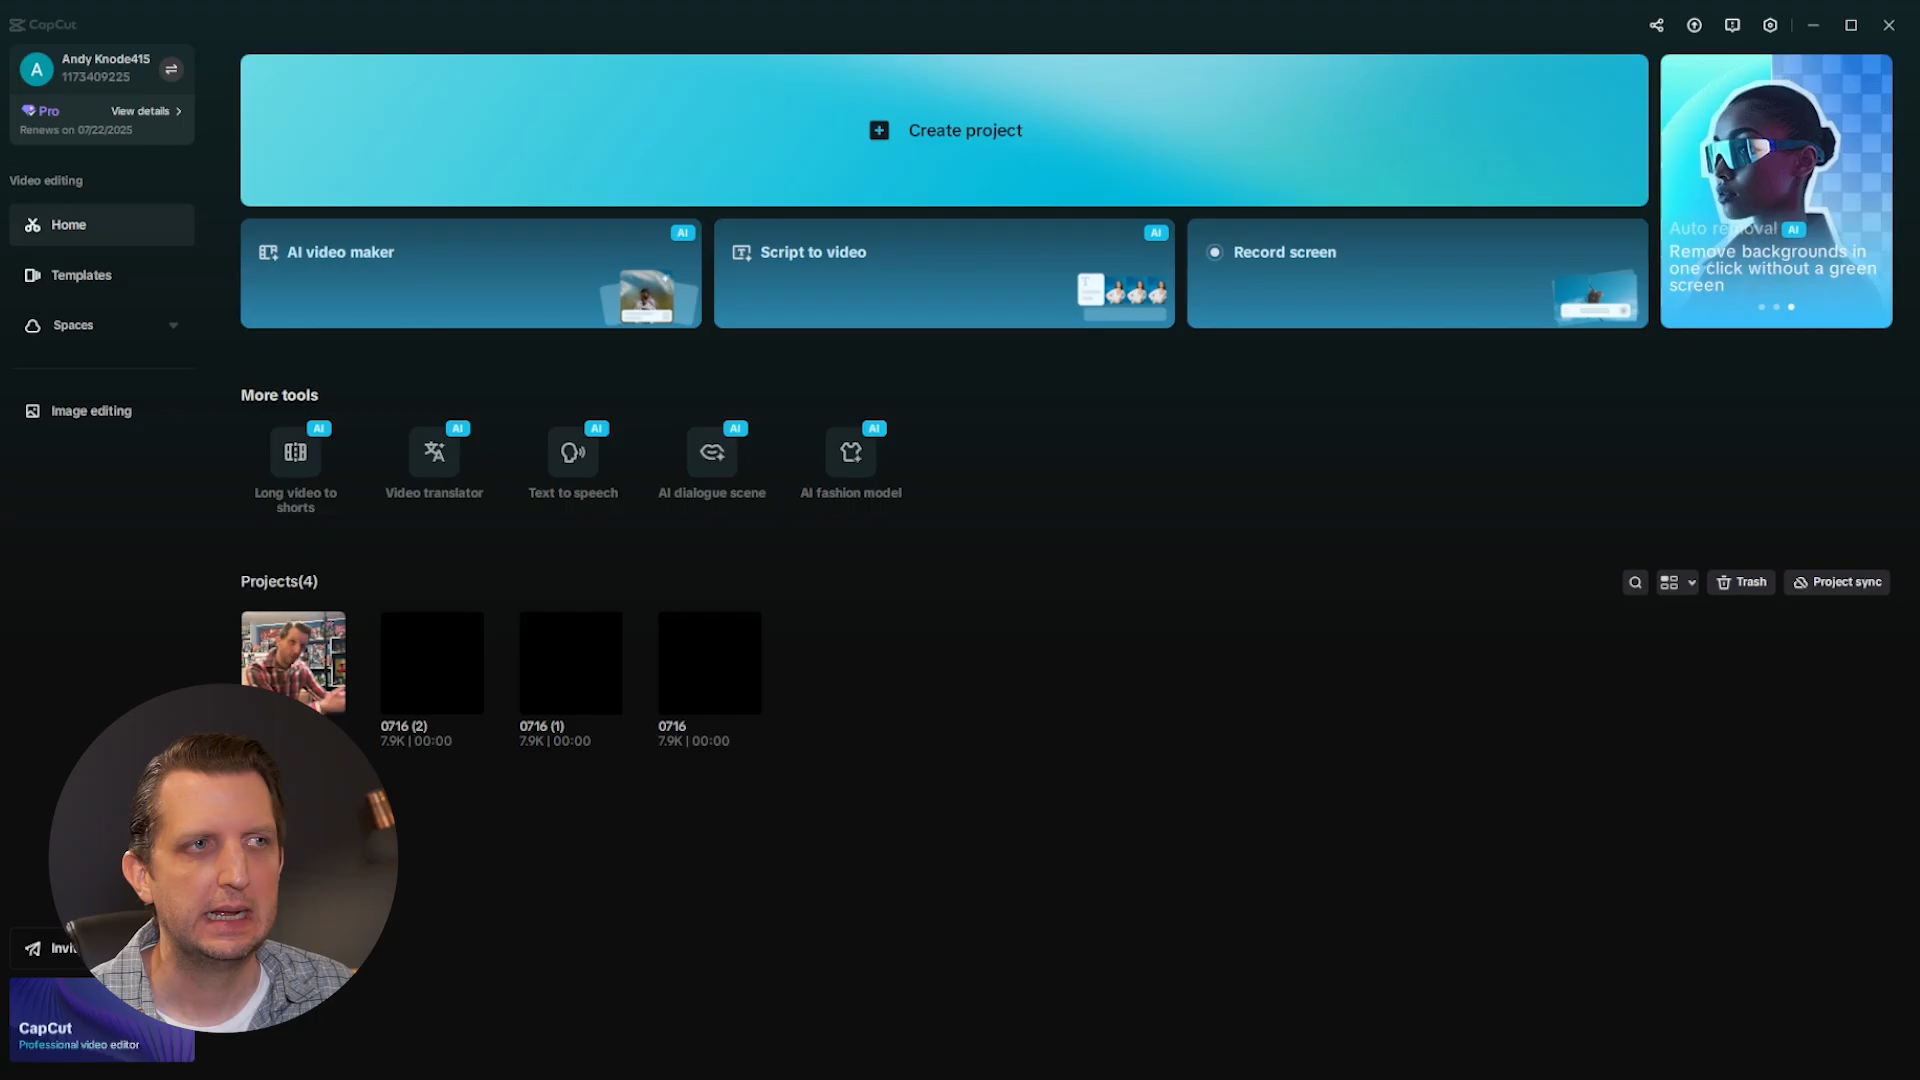 CapCut
A
Andy Knode415
1173409225
Pro
View details
Renews on 07/22/2025
Video editing
Home
Templates
Spaces
Image editing
Create project
AI video maker
AI
Script to video
AI
Record screen
Auto removal AI
Remove backgrounds in
one click without a green
screen
More tools
AI
AI
AI
AI
AI
Long video to
shorts
Video translator
Text to speech
AI dialogue scene
AI fashion model
Projects(4)
Trash
Project sync
0716 (2)
7.9K | 00:00
0716 (1)
7.9K | 00:00
0716
7.9K | 00:00
CapCut
Professional video editor